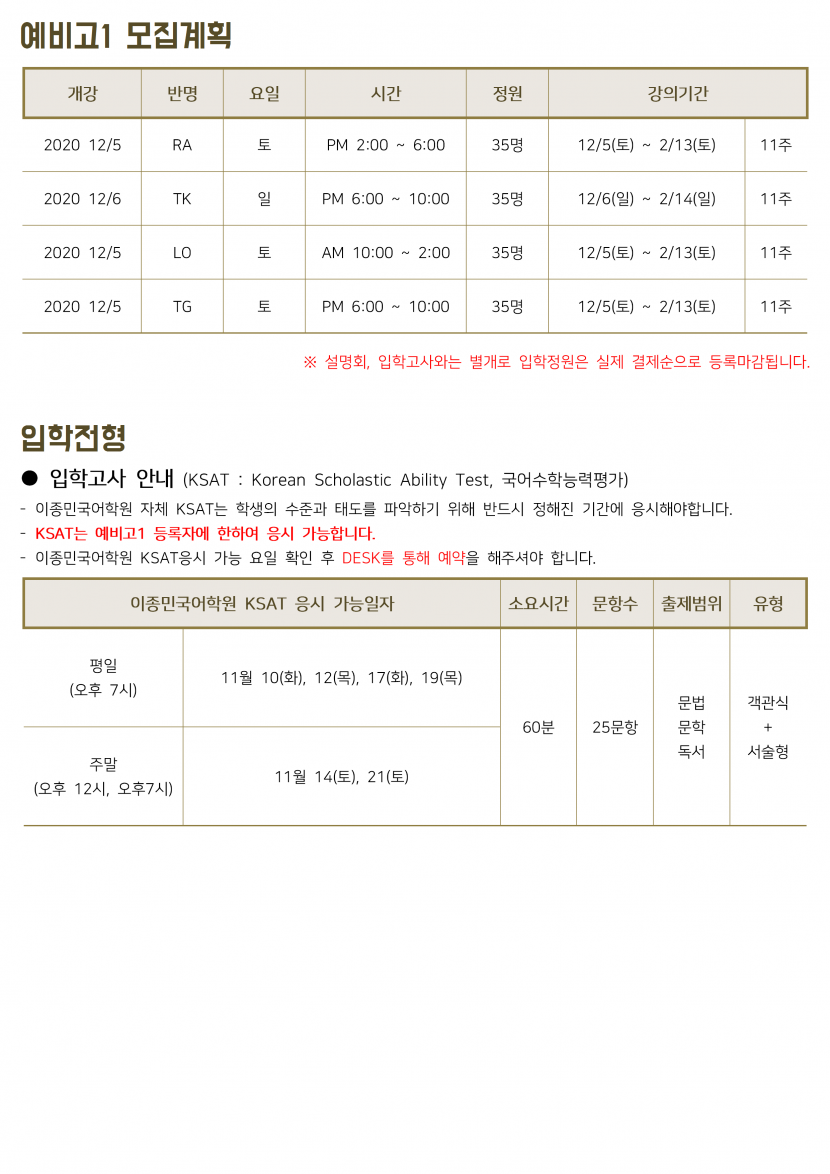 예비고1 모집계획
개강 반명 요일 시간 정원 강의기간
2020 12/5 RA 토 PM 2:00 ~ 6:00 35명 12/5(토) ~ 2/13(토) 11주
2020 12/6 TK 일 PM 6:00 ~ 10:00 35명 12/6(일) ~ 2/14(일) 11주
2020 12/5 LO 토 AM 10:00 ~ 2:00 35명 12/5(토) ~ 2/13(토) 11주
2020 12/5 TG 토 PM 6:00 ~ 10:00 35명 12/5(토) ~ 2/13(토) 11주
※ 설명회, 입학고사와는 별개로 입학정원은 실제 결제순으로 등록마감됩니다.
입학전형
● 입학고사 안내 (KSAT : Korean Scholastic Ability Test, 국어수학능력평가)
- 이종민국어학원 자체 KSAT는 학생의 수준과 태도를 파악하기 위해 반드시 정해진 기간에 응시해야합니다.
- KSAT는 예비고1 등록자에 한하여 응시 가능합니다.
- 이종민국어학원 KSAT응시 가능 요일 확인 후 DESK를 통해 예약을 해주셔야 합니다.
이종민국어학원 KSAT 응시 가능일자 소요시간 문항수 출제범위 유형
평일
(오후 7시)
11월 10(화), 12(목), 17(화), 19(목)
주말
(오후 12시, 오후7시)
11월 14(토), 21(토)
60분
25문항
문법
문학
독서
객관식
+
서술형